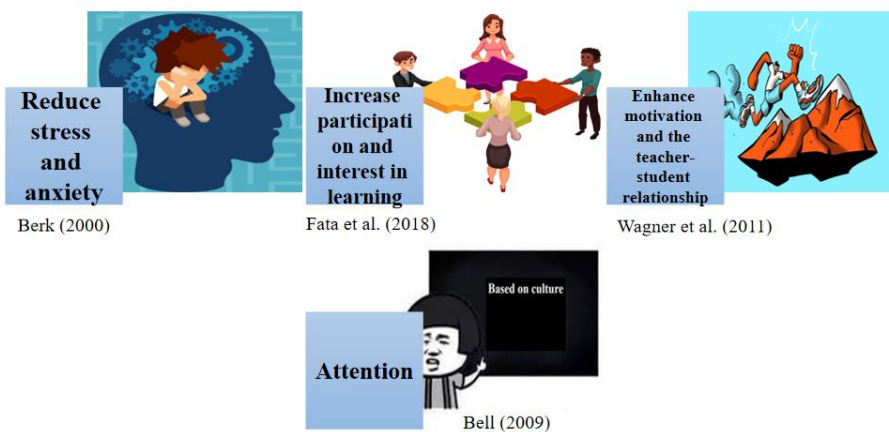 Reduce
stress
and
anxiety
Berk (2000)
Increase
participati
on and
interest in
learning
Fata et al. (2018)
Enhance
motivation
and the
teacher-
student
relationship
Wagner et al. (2011)
Based on culture
Attention
Bell (2009)